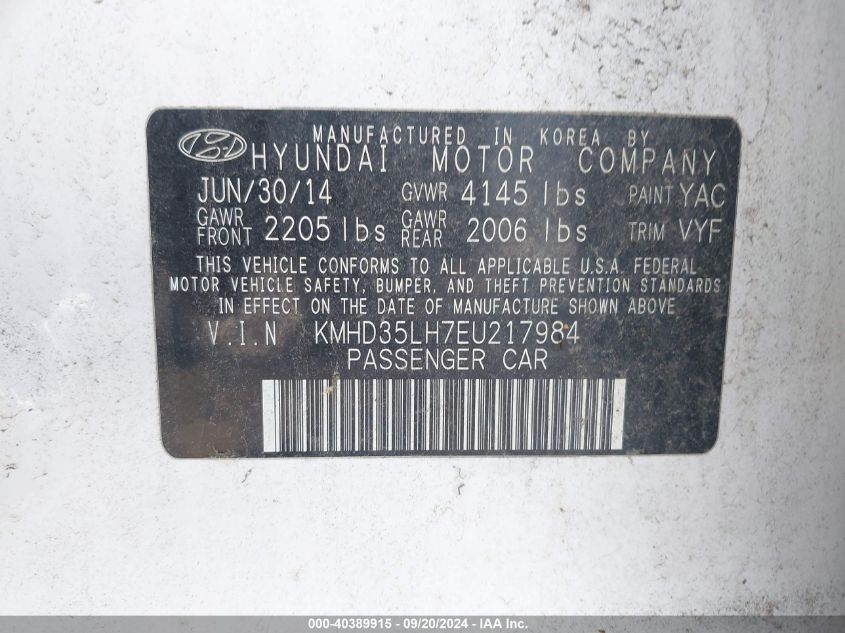 MANUFACTURED IN KOREA BY
HYUNDAI MOTOR COMPANY
JUN/30/14 GVWR 4145 lbs PAINT YAC
GAWR FRONT 2205 lbs GAWR REAR 2006 lbs TRIM VYF
THIS VEHICLE CONFORMS TO ALL APPLICABLE U.S.A. FEDERAL
MOTOR VEHICLE SAFETY, BUMPER, AND THEFT PREVENTION STANDARDS
IN EFFECT ON THE DATE OF MANUFACTURE SHOWN ABOVE
V.I.N KMHD35LH7EU217984
PASSENGER CAR
000-40389915 - 09/20/2024 - IAA Inc.